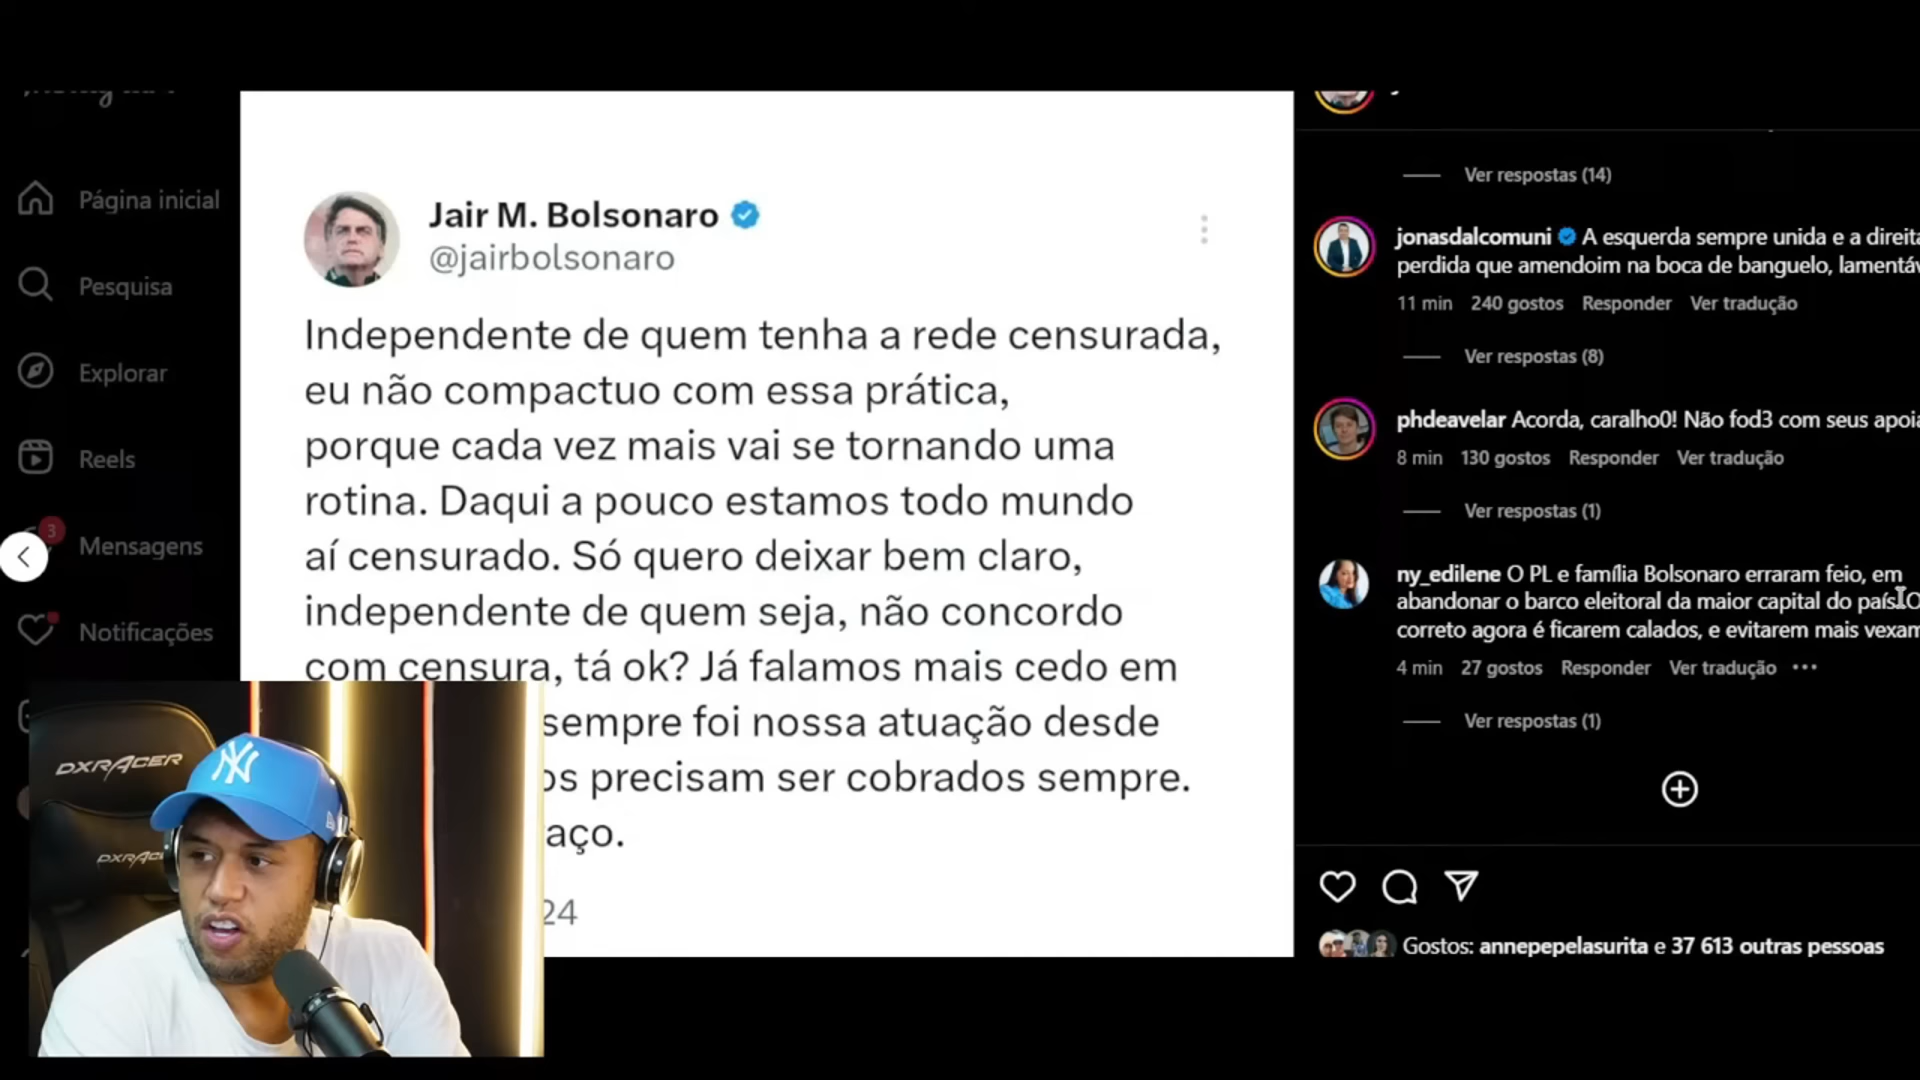 Página inicial
Pesquisa
Explorar
Reels
3
Mensagens
Notificações
Jair M. Bolsonaro
@jairbolsonaro
Independente de quem tenha a rede censurada,
eu não compactuo com essa prática,
porque cada vez mais vai se tornando uma
rotina. Daqui a pouco estamos todo mundo
aí censurado. Só quero deixar bem claro,
independente de quem seja, não concordo
com censura, tá ok? Já falamos mais cedo em
sempre foi nossa atuação desde
os precisam ser cobrados sempre.
aço.
24
DXRACER
NY
Ver respostas (14)
jonasdalcomuni A esquerda sempre unida e a direita
perdida que amendoim na boca de banguelo, lamentáv
11 min 240 gostos Responder Ver tradução
Ver respostas (8)
phdeavelar Acorda, caralho0! Não fod3 com seus apoia
8 min 130 gostos Responder Ver tradução
Ver respostas (1)
ny_edilene O PL e família Bolsonaro erraram feio, em
abandonar o barco eleitoral da maior capital do país O
correto agora é ficarem calados, e evitarem mais vexam
4 min 27 gostos Responder Ver tradução •••
Ver respostas (1)
Gostos: annepepelasurita e 37 613 outras pessoas